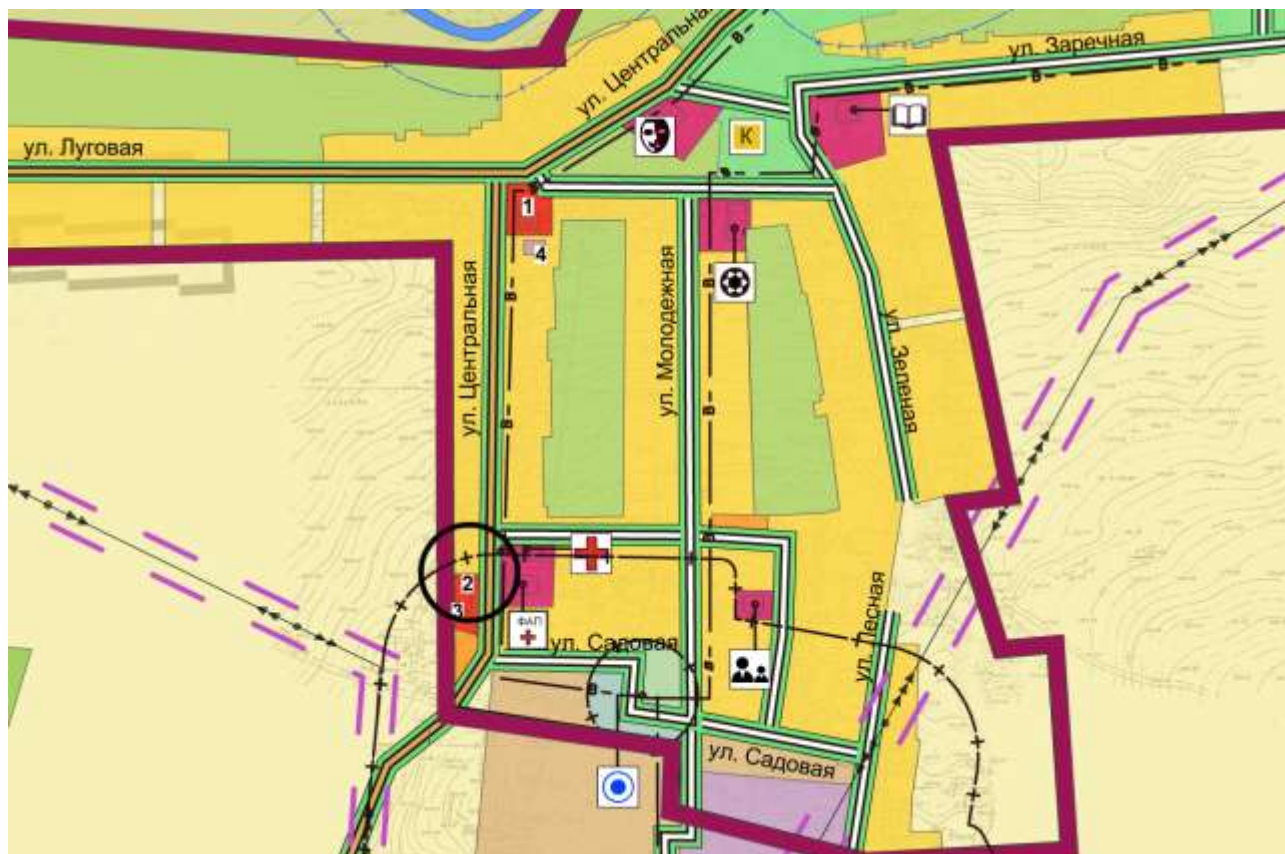 ул. Центральная
ул. Заречная
ул. Луговая
К
1
4
ул. Центральная
ул. Молодежная
ул. Зеленая
В
В
В
В
В
В
В
В
В
В
2
3
ФАП
ул. Садовая
ул. Лесная
ул. Садовая